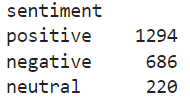 sentiment
positive    1294
negative     686
neutral      220